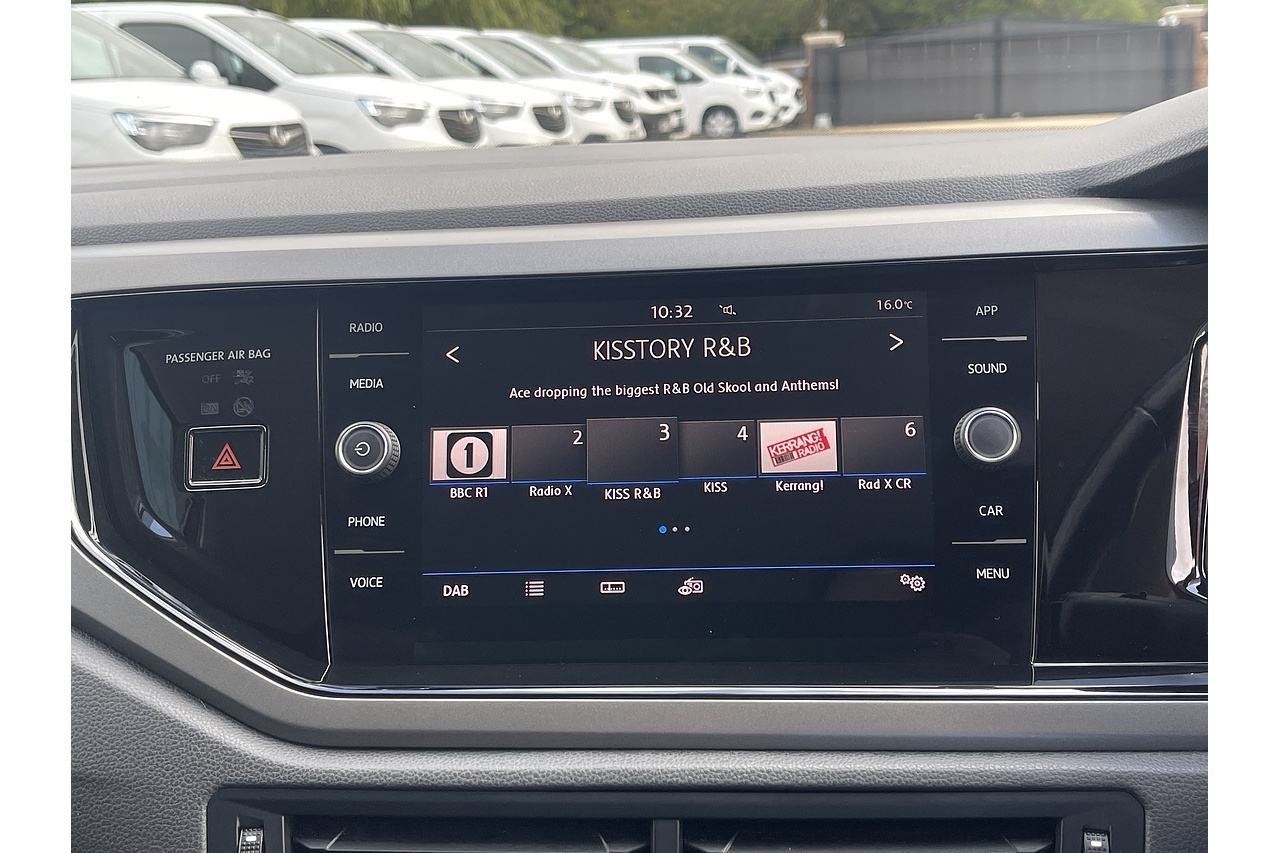 10:32
16.0°C
KISSTORY R&B
Ace dropping the biggest R&B Old Skool and Anthems!
1
2
3
4
KERRANG! RADIO
6
BBC R1
Radio X
KISS R&B
KISS
Kerrang!
Rad X CR
DAB
PASSENGER AIR BAG
OFF
RADIO
MEDIA
PHONE
VOICE
APP
SOUND
CAR
MENU